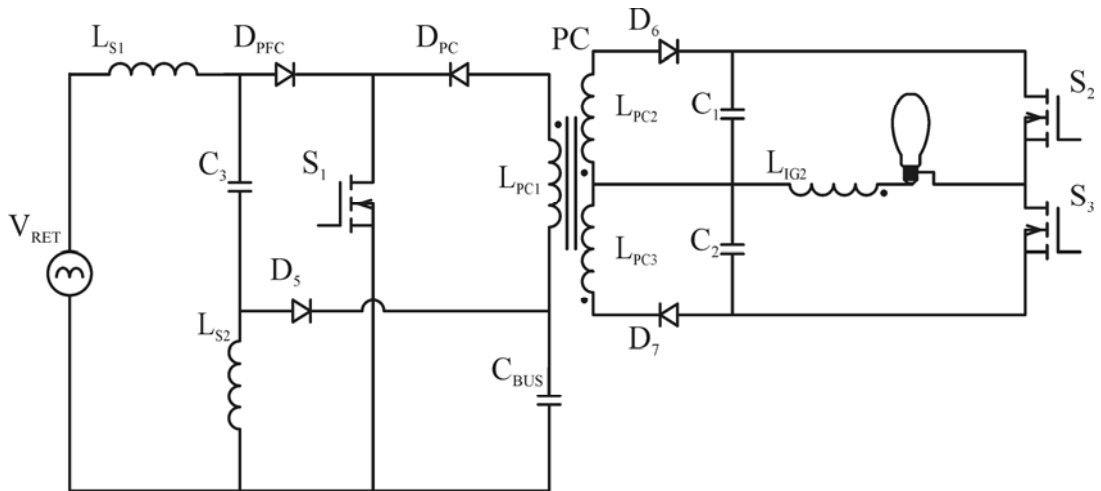 L_S1
D_PFC
D_PC
PC
D_6
S_2
L_PC2
C_1
C_3
S_1
L_PC1
L_IG2
S_3
V_RET
L_PC3
C_2
D_5
L_S2
D_7
C_BUS